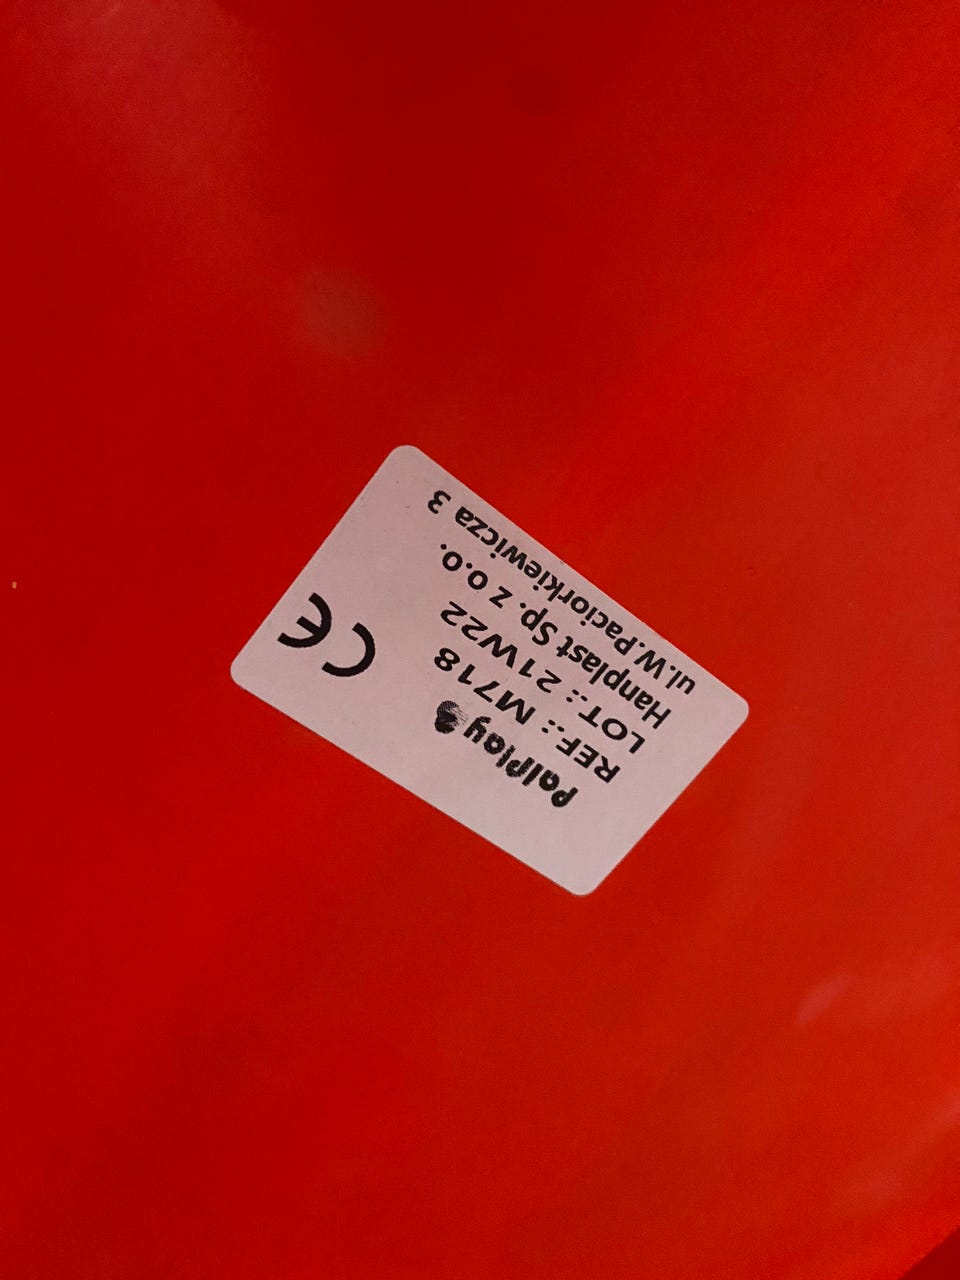 PalPlay
REF.: M718
LOT.: 21W22
Hanplast Sp. z o.o.
ul.W.Paciorkiewicza 3
CE